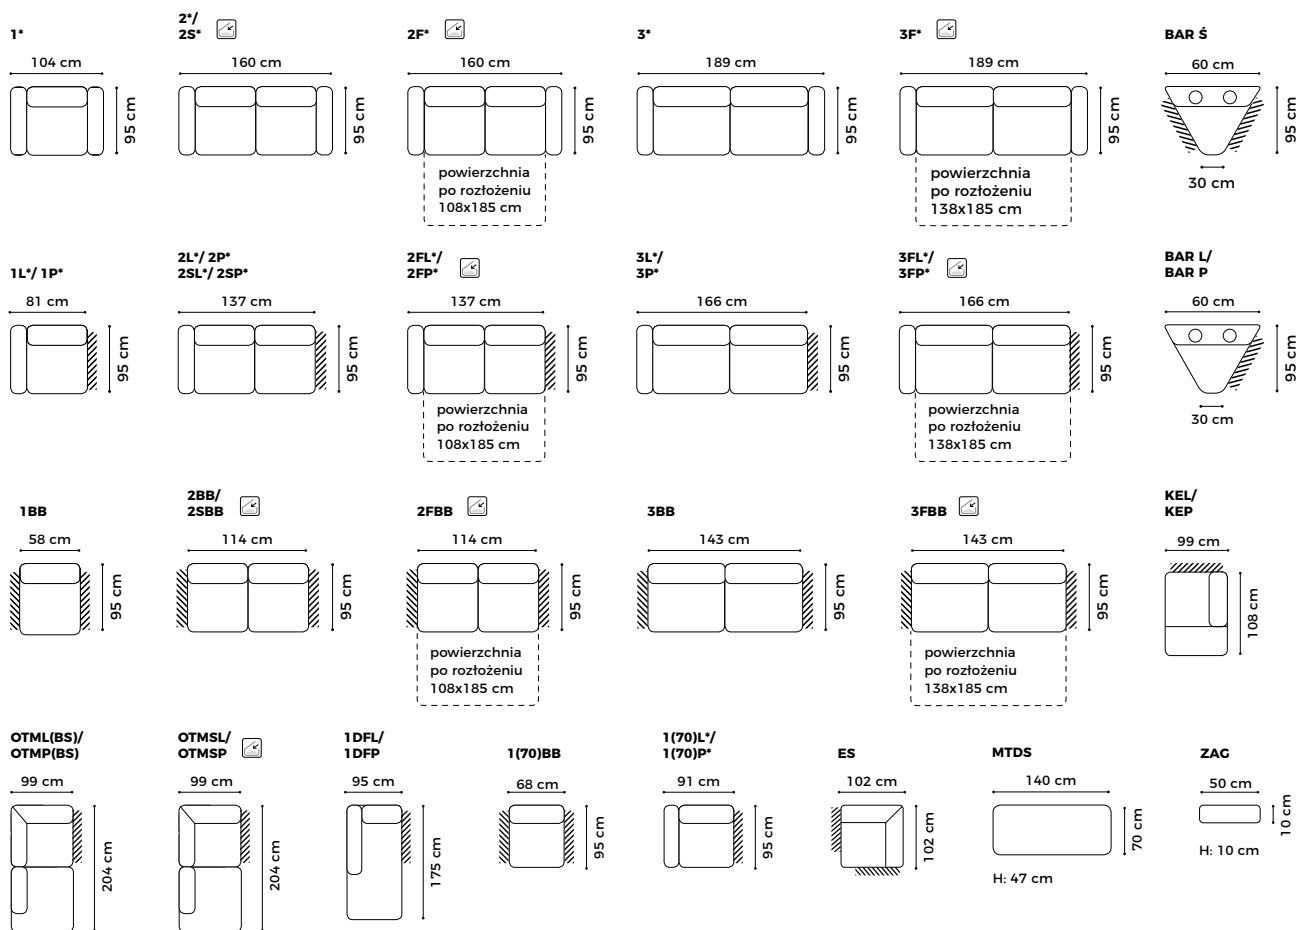 1*
104 cm
95 cm
2*/
2S*
160 cm
95 cm
2F*
160 cm
95 cm
powierzchnia
po rozłożeniu
108x185 cm
3*
189 cm
95 cm
3F*
189 cm
95 cm
powierzchnia
po rozłożeniu
138x185 cm
BAR Ś
60 cm
95 cm
30 cm
1L*/ 1P*
81 cm
95 cm
2L*/ 2P*
2SL*/ 2SP*
137 cm
95 cm
2FL*/
2FP*
137 cm
95 cm
powierzchnia
po rozłożeniu
108x185 cm
3L*/
3P*
166 cm
95 cm
3FL*/
3FP*
166 cm
95 cm
powierzchnia
po rozłożeniu
138x185 cm
BAR L/
BAR P
60 cm
95 cm
30 cm
1BB
58 cm
95 cm
2BB/
2SBB
114 cm
95 cm
2FBB
114 cm
95 cm
powierzchnia
po rozłożeniu
108x185 cm
3BB
143 cm
95 cm
3FBB
143 cm
95 cm
powierzchnia
po rozłożeniu
138x185 cm
KEL/
KEP
99 cm
108 cm
OTML(BS)/
OTMP(BS)
99 cm
204 cm
OTMSL/
OTMSP
99 cm
204 cm
1DFL/
1DFP
95 cm
175 cm
1(70)BB
68 cm
95 cm
1(70)L*/
1(70)P*
91 cm
95 cm
ES
102 cm
102 cm
MTDS
140 cm
70 cm
H: 47 cm
ZAG
50 cm
10 cm
H: 10 cm